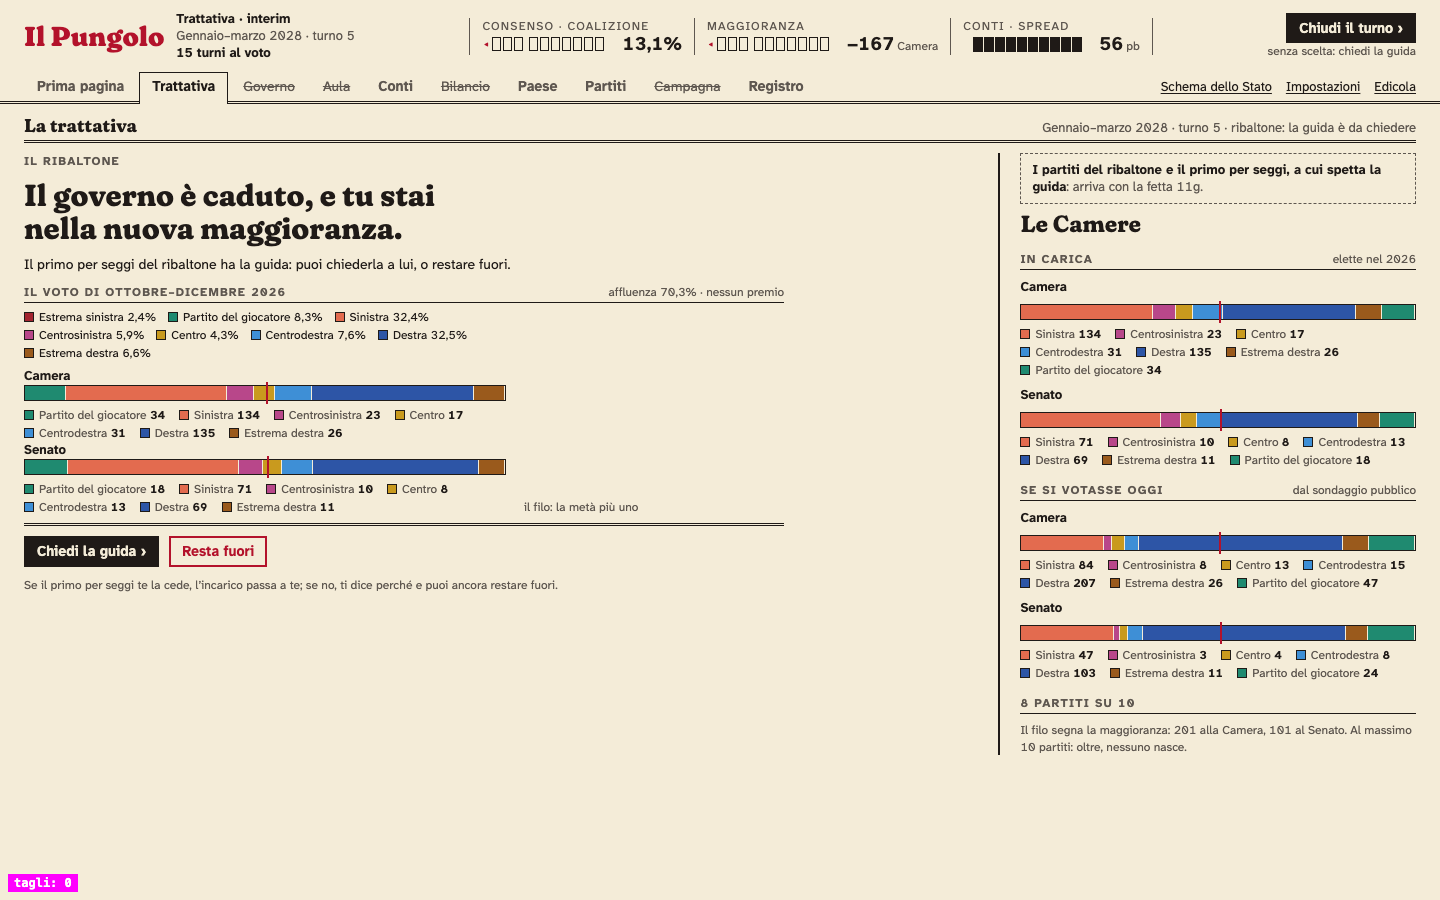 Il Pungolo
Trattativa · interim
Gennaio–marzo 2028 · turno 5
15 turni al voto
CONSENSO · COALIZIONE
13,1%
MAGGIORANZA
−167 Camera
CONTI · SPREAD
56 pb
Chiudi il turno ›
senza scelta: chiedi la guida
Prima pagina
Trattativa
Governo
Aula
Conti
Bilancio
Paese
Partiti
Campagna
Registro
Schema dello Stato
Impostazioni
Edicola
La trattativa
Gennaio–marzo 2028 · turno 5 · ribaltone: la guida è da chiedere
IL RIBALTONE
Il governo è caduto, e tu stai
nella nuova maggioranza.
Il primo per seggi del ribaltone ha la guida: puoi chiederla a lui, o restare fuori.
IL VOTO DI OTTOBRE–DICEMBRE 2026
affluenza 70,3% · nessun premio
Estrema sinistra 2,4% Partito del giocatore 8,3% Sinistra 32,4%
Centrosinistra 5,9% Centro 4,3% Centrodestra 7,6% Destra 32,5%
Estrema destra 6,6%
Camera
Partito del giocatore 34 Sinistra 134 Centrosinistra 23 Centro 17
Centrodestra 31 Destra 135 Estrema destra 26
Senato
Partito del giocatore 18 Sinistra 71 Centrosinistra 10 Centro 8
Centrodestra 13 Destra 69 Estrema destra 11
il filo: la metà più uno
Chiedi la guida ›
Resta fuori
Se il primo per seggi te la cede, l'incarico passa a te; se no, ti dice perché e puoi ancora restare fuori.
I partiti del ribaltone e il primo per seggi, a cui spetta la
guida: arriva con la fetta 11g.
Le Camere
IN CARICA
elette nel 2026
Camera
Sinistra 134 Centrosinistra 23 Centro 17
Centrodestra 31 Destra 135 Estrema destra 26
Partito del giocatore 34
Senato
Sinistra 71 Centrosinistra 10 Centro 8 Centrodestra 13
Destra 69 Estrema destra 11 Partito del giocatore 18
SE SI VOTASSE OGGI
dal sondaggio pubblico
Camera
Sinistra 84 Centrosinistra 8 Centro 13 Centrodestra 15
Destra 207 Estrema destra 26 Partito del giocatore 47
Senato
Sinistra 47 Centrosinistra 3 Centro 4 Centrodestra 8
Destra 103 Estrema destra 11 Partito del giocatore 24
8 PARTITI SU 10
Il filo segna la maggioranza: 201 alla Camera, 101 al Senato. Al massimo
10 partiti: oltre, nessuno nasce.
tagli: 0